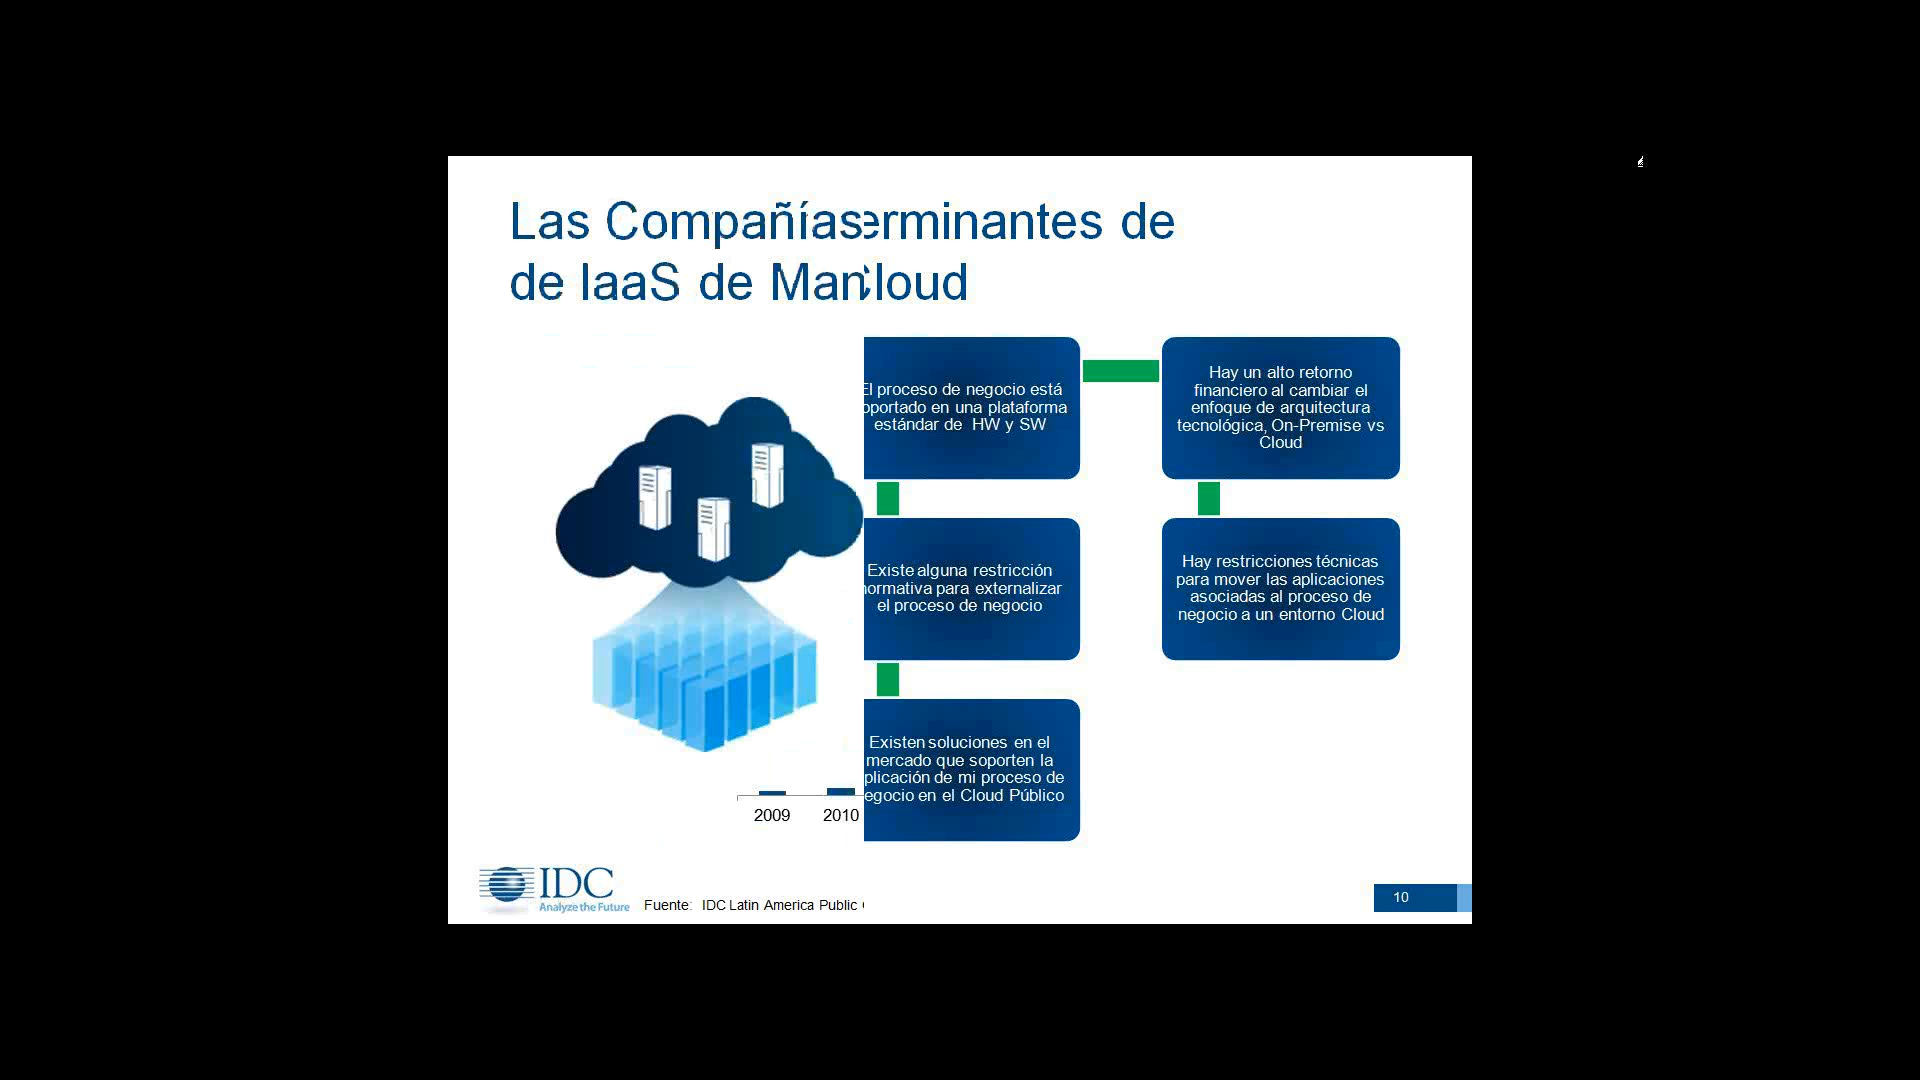 Las Compañíaserminantes de
de IaaS de Man
loud
El proceso de negocio está
oportado en una plataforma
estándar de HW y SW
Existe alguna restricción
normativa para externalizar
el proceso de negocio
Existen soluciones en el
mercado que soporten la
plicación de mi proceso de
egocio en el Cloud Público
Hay un alto retorno
financiero al cambiar el
enfoque de arquitectura
tecnológica, On-Premise vs
Cloud
Hay restricciones técnicas
para mover las aplicaciones
asociadas al proceso de
negocio a un entorno Cloud
2009 2010
IDC
Analyze the Future
Fuente: IDC Latin America Public
10